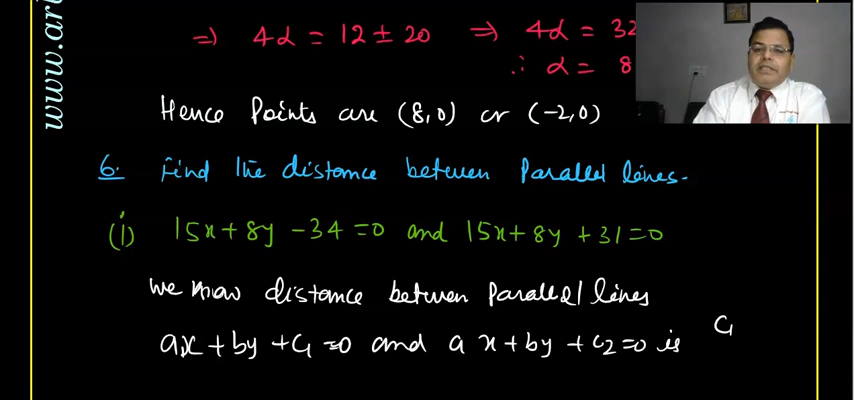 www.ari
⇒ 4α = 12 ± 20 ⇒ 4α = 32
∴ α = 8
Hence Points are (8,0) or (-2,0)
6. Find the distance between Parallel lines.
(i) 15x + 8y - 34 = 0 and 15x + 8y + 31 = 0
We know distance between Parallel lines
ax + by + c₁ = 0 and a x + by + c₂ = 0 is c₁